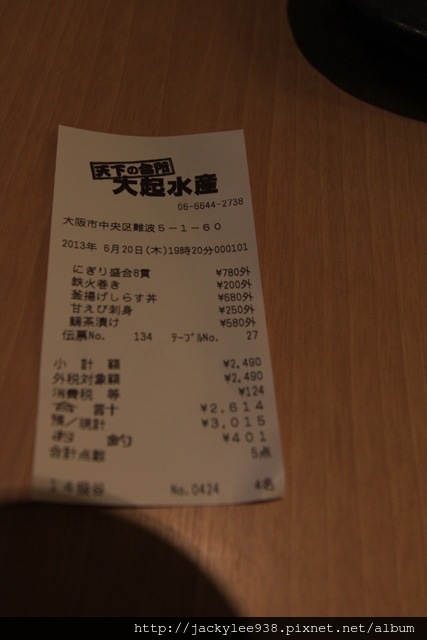 天下の台所
大起水産
06-6644-2738
大阪市中央区難波5-1-60
2013年 6月20日(木)19時20分000101
にぎり盛合8貫 ¥780外
鉄火巻き ¥200外
釜揚げしらす丼 ¥680外
甘えび刺身 ¥250外
鯛茶漬け ¥580外
伝票No. 134 テーブルNo. 27
小 計 額 ¥2,490
外税対象額 ¥2,490
消費税 等 ¥124
合 計 ¥2,614
預/現計 ¥3,015
お 釣 ¥401
合計点数 5点
No.0424 4名
http://jackylee938.pixnet.net/album